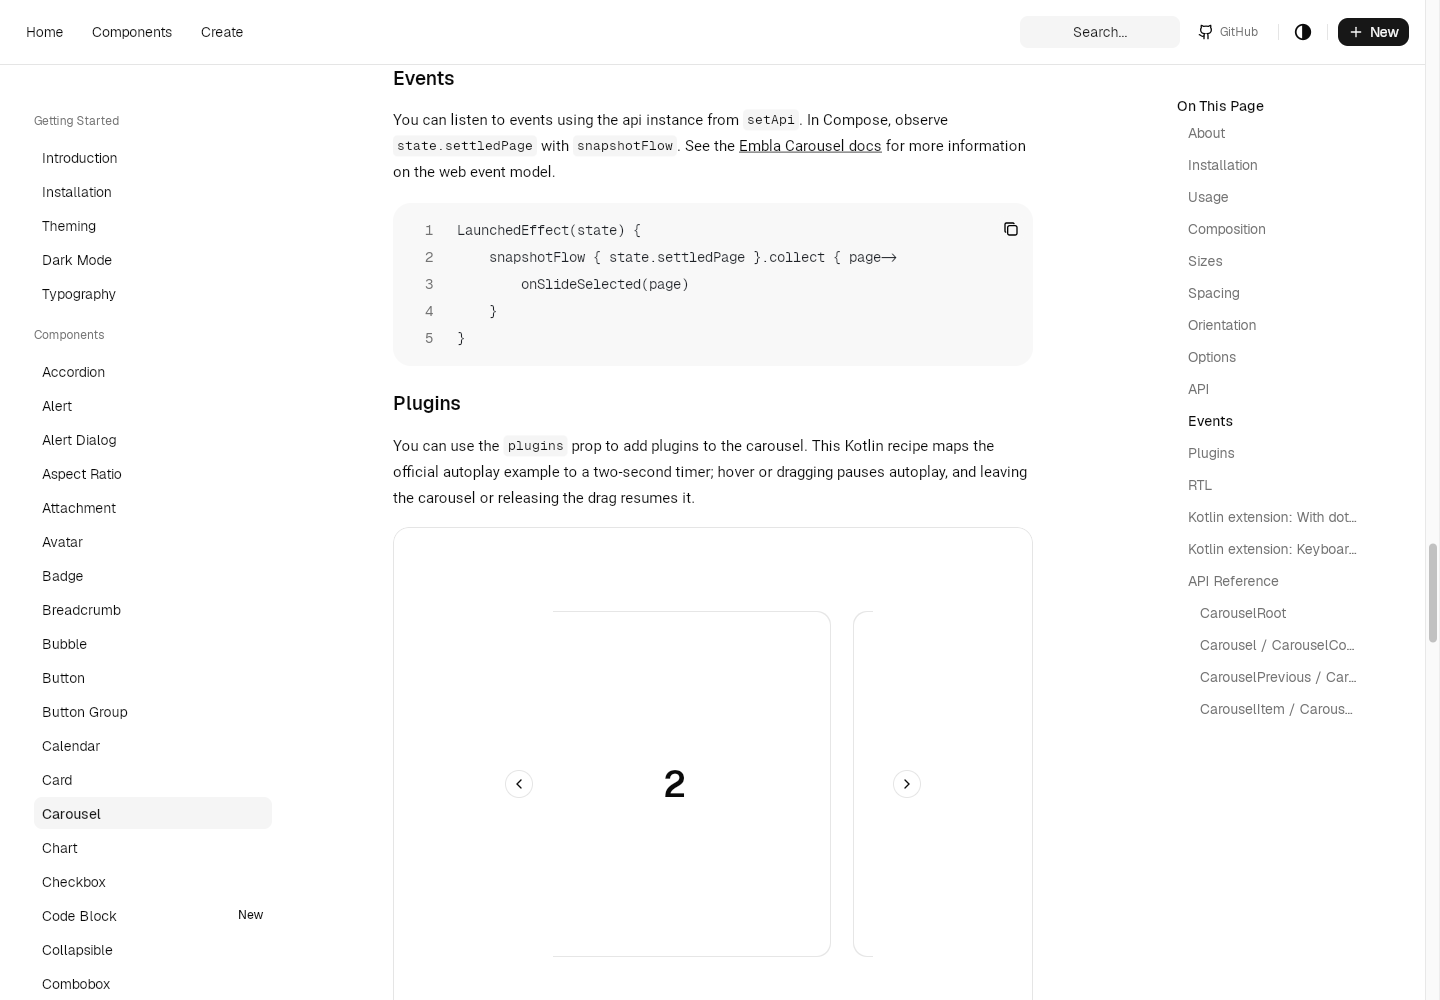 Home
Components
Create
Search...
GitHub
New
Getting Started
Introduction
Installation
Theming
Dark Mode
Typography
Components
Accordion
Alert
Alert Dialog
Aspect Ratio
Attachment
Avatar
Badge
Breadcrumb
Bubble
Button
Button Group
Calendar
Card
Carousel
Chart
Checkbox
Code Block New
Collapsible
Combobox
Events
You can listen to events using the api instance from setApi. In Compose, observe
state.settledPage with snapshotFlow. See the Embla Carousel docs for more information
on the web event model.
1 LaunchedEffect(state) {
2     snapshotFlow { state.settledPage }.collect { page->
3         onSlideSelected(page)
4     }
5 }
Plugins
You can use the plugins prop to add plugins to the carousel. This Kotlin recipe maps the
official autoplay example to a two-second timer; hover or dragging pauses autoplay, and leaving
the carousel or releasing the drag resumes it.
2
On This Page
About
Installation
Usage
Composition
Sizes
Spacing
Orientation
Options
API
Events
Plugins
RTL
Kotlin extension: With dot...
Kotlin extension: Keyboar...
API Reference
CarouselRoot
Carousel / CarouselCo...
CarouselPrevious / Car...
CarouselItem / Carous...